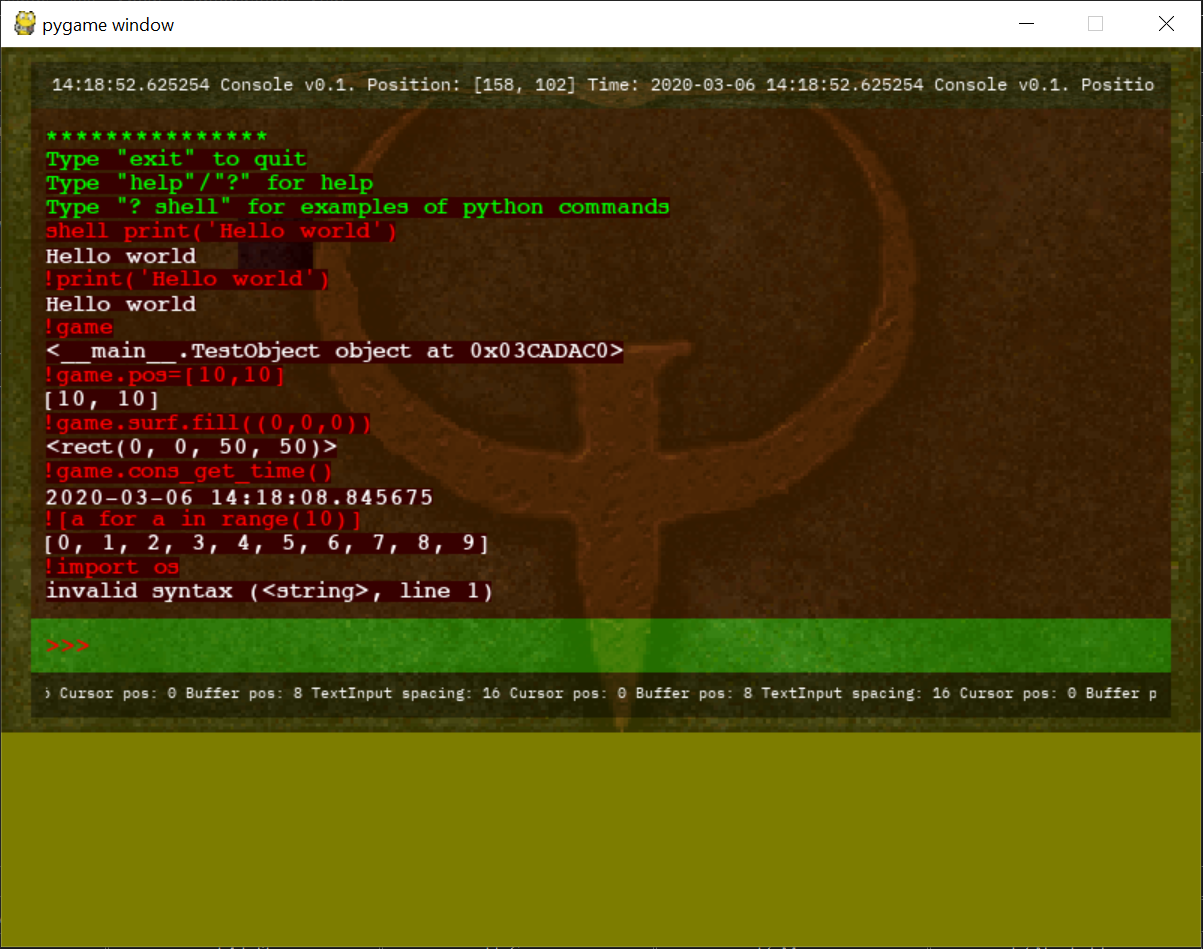 pygame window
14:18:52.625254 Console v0.1. Position: [158, 102] Time: 2020-03-06 14:18:52.625254 Console v0.1. Positio
***************
Type "exit" to quit
Type "help"/"?" for help
Type "? shell" for examples of python commands
shell print('Hello world')
Hello world
!print('Hello world')
Hello world
!game
<__main__.TestObject object at 0x03CADAC0>
!game.pos=[10,10]
[10, 10]
!game.surf.fill((0,0,0))
<rect(0, 0, 50, 50)>
!game.cons_get_time()
2020-03-06 14:18:08.845675
![a for a in range(10)]
[0, 1, 2, 3, 4, 5, 6, 7, 8, 9]
!import os
invalid syntax (<string>, line 1)
>>>
6 Cursor pos: 0 Buffer pos: 8 TextInput spacing: 16 Cursor pos: 0 Buffer pos: 8 TextInput spacing: 16 Cursor pos: 0 Buffer p